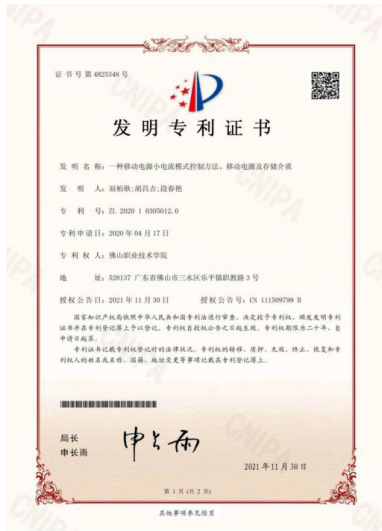 证书号第4825348号
发明专利证书
发明名称：一种移动电源小电流模式控制方法、移动电源及存储介质
发明人：屈柏耿;胡昌吉;段春艳
专利号：ZL 2020 1 0305012.0
专利申请日：2020年04月17日
专利权人：佛山职业技术学院
地址：528137 广东省佛山市三水区乐平镇职教路3号
授权公告日：2021年11月30日 授权公告号：CN 111509799 B
国家知识产权局依照中华人民共和国专利法进行审查，决定授予专利权，颁发发明专利
证书并在专利登记簿上予以登记。专利权自授权公告之日起生效。专利权期限为二十年，自
申请日起算。
专利证书记载专利权登记时的法律状况。专利权的转移、质押、无效、终止、恢复和专
利权人的姓名或名称、国籍、地址变更等事项记载在专利登记簿上。
局长
申长雨
申长雨
2021年11月30日
第 1 页 (共 2 页)
其他事项参见续页
CNIPA